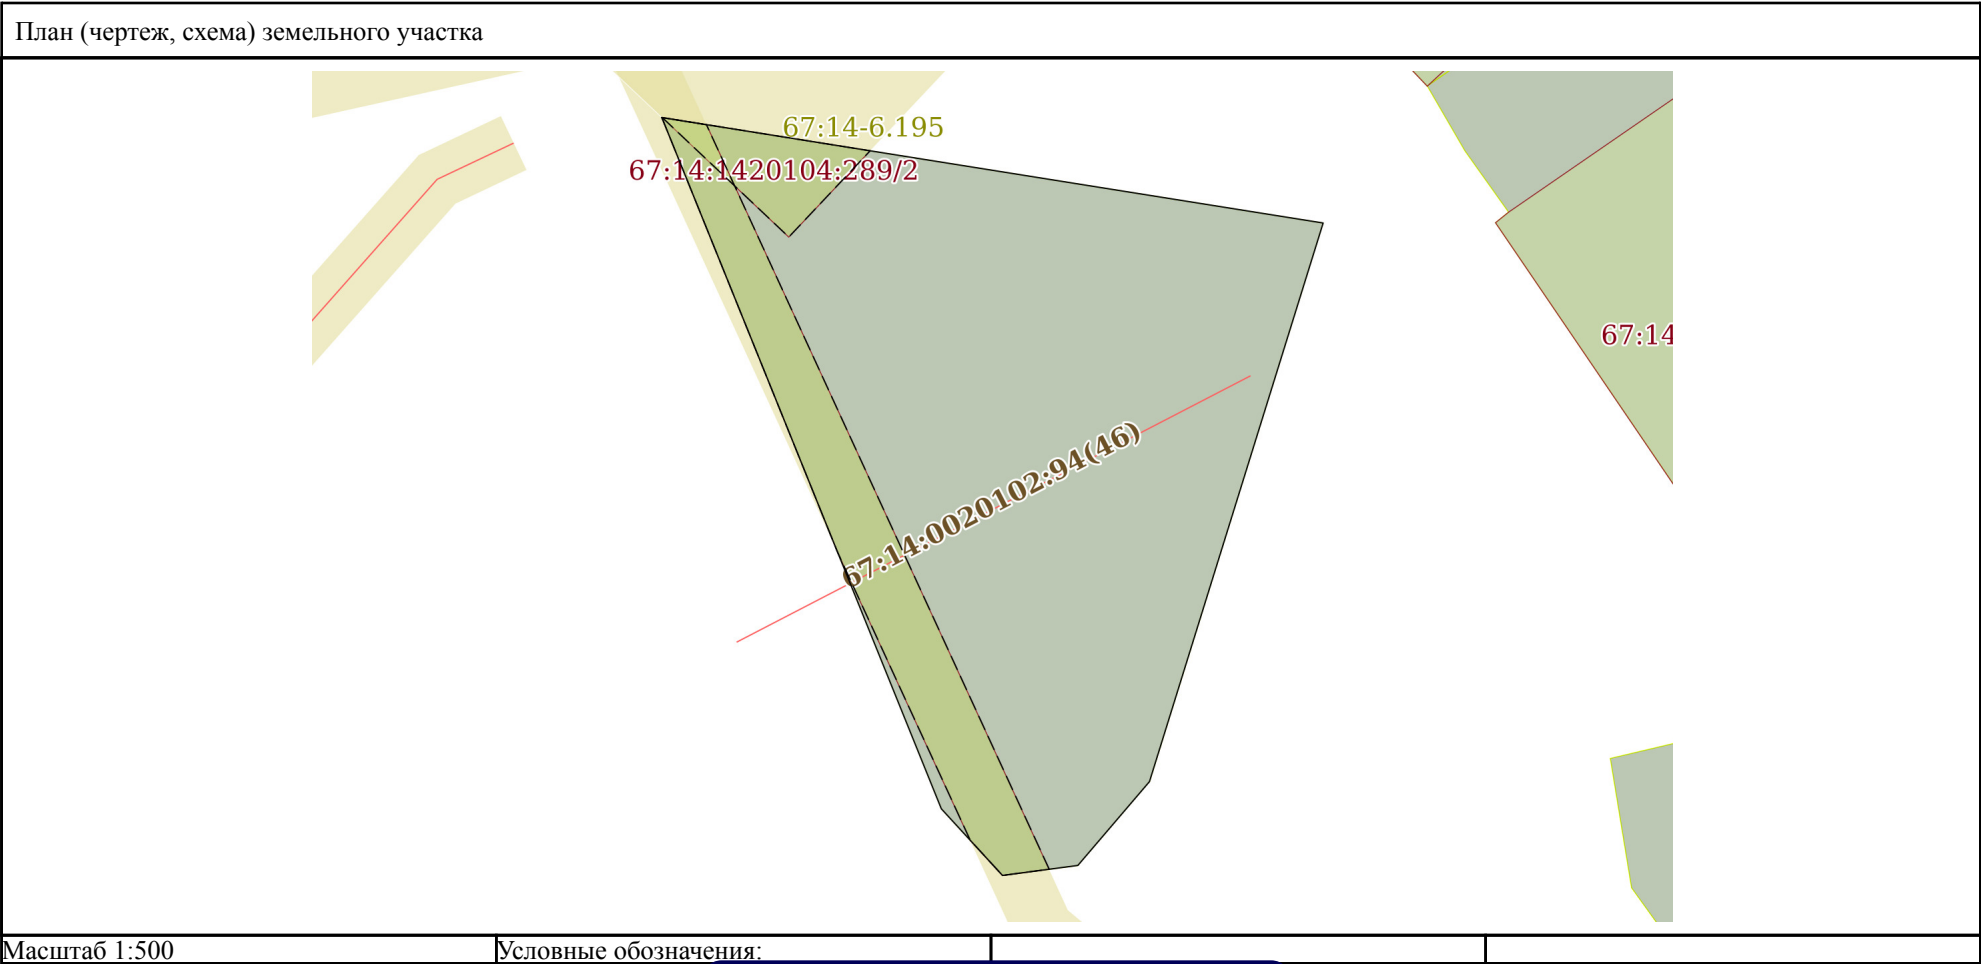 План (чертеж, схема) земельного участка
67:14-6.195
67:14:1420104:289/2
67:14
67:14:0020102:94(46)
Масштаб 1:500
Условные обозначения: